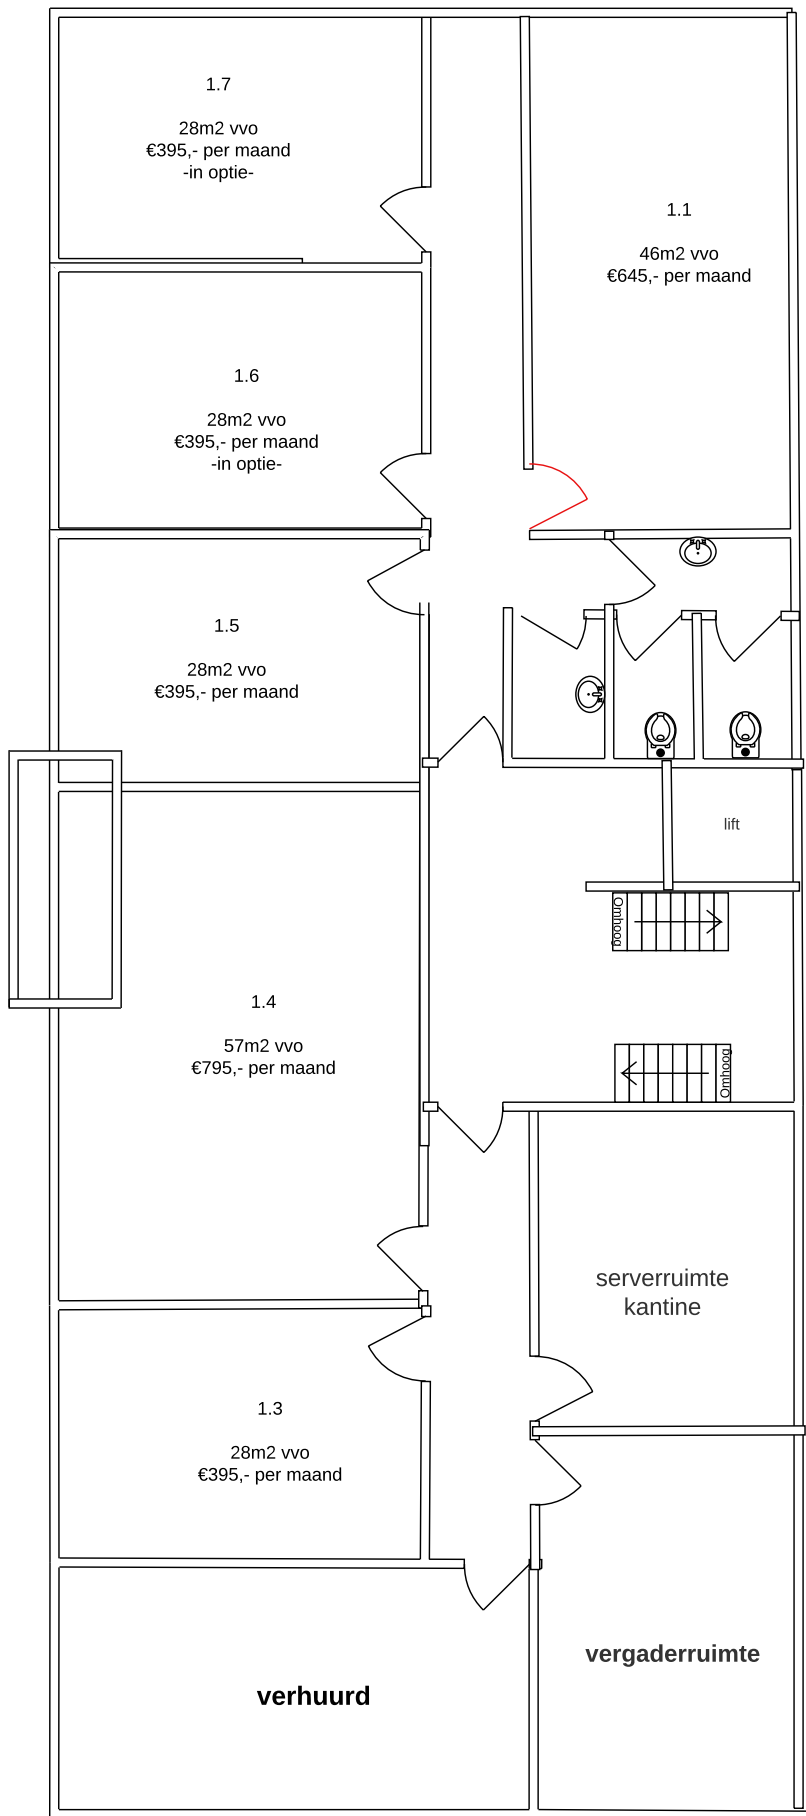 1.7
28m2 vvo
€395,- per maand
-in optie-
1.1
46m2 vvo
€645,- per maand
1.6
28m2 vvo
€395,- per maand
-in optie-
1.5
28m2 vvo
€395,- per maand
lift
Omhoog
1.4
57m2 vvo
€795,- per maand
Omhoog
serverruimte
kantine
1.3
28m2 vvo
€395,- per maand
vergaderruimte
verhuurd